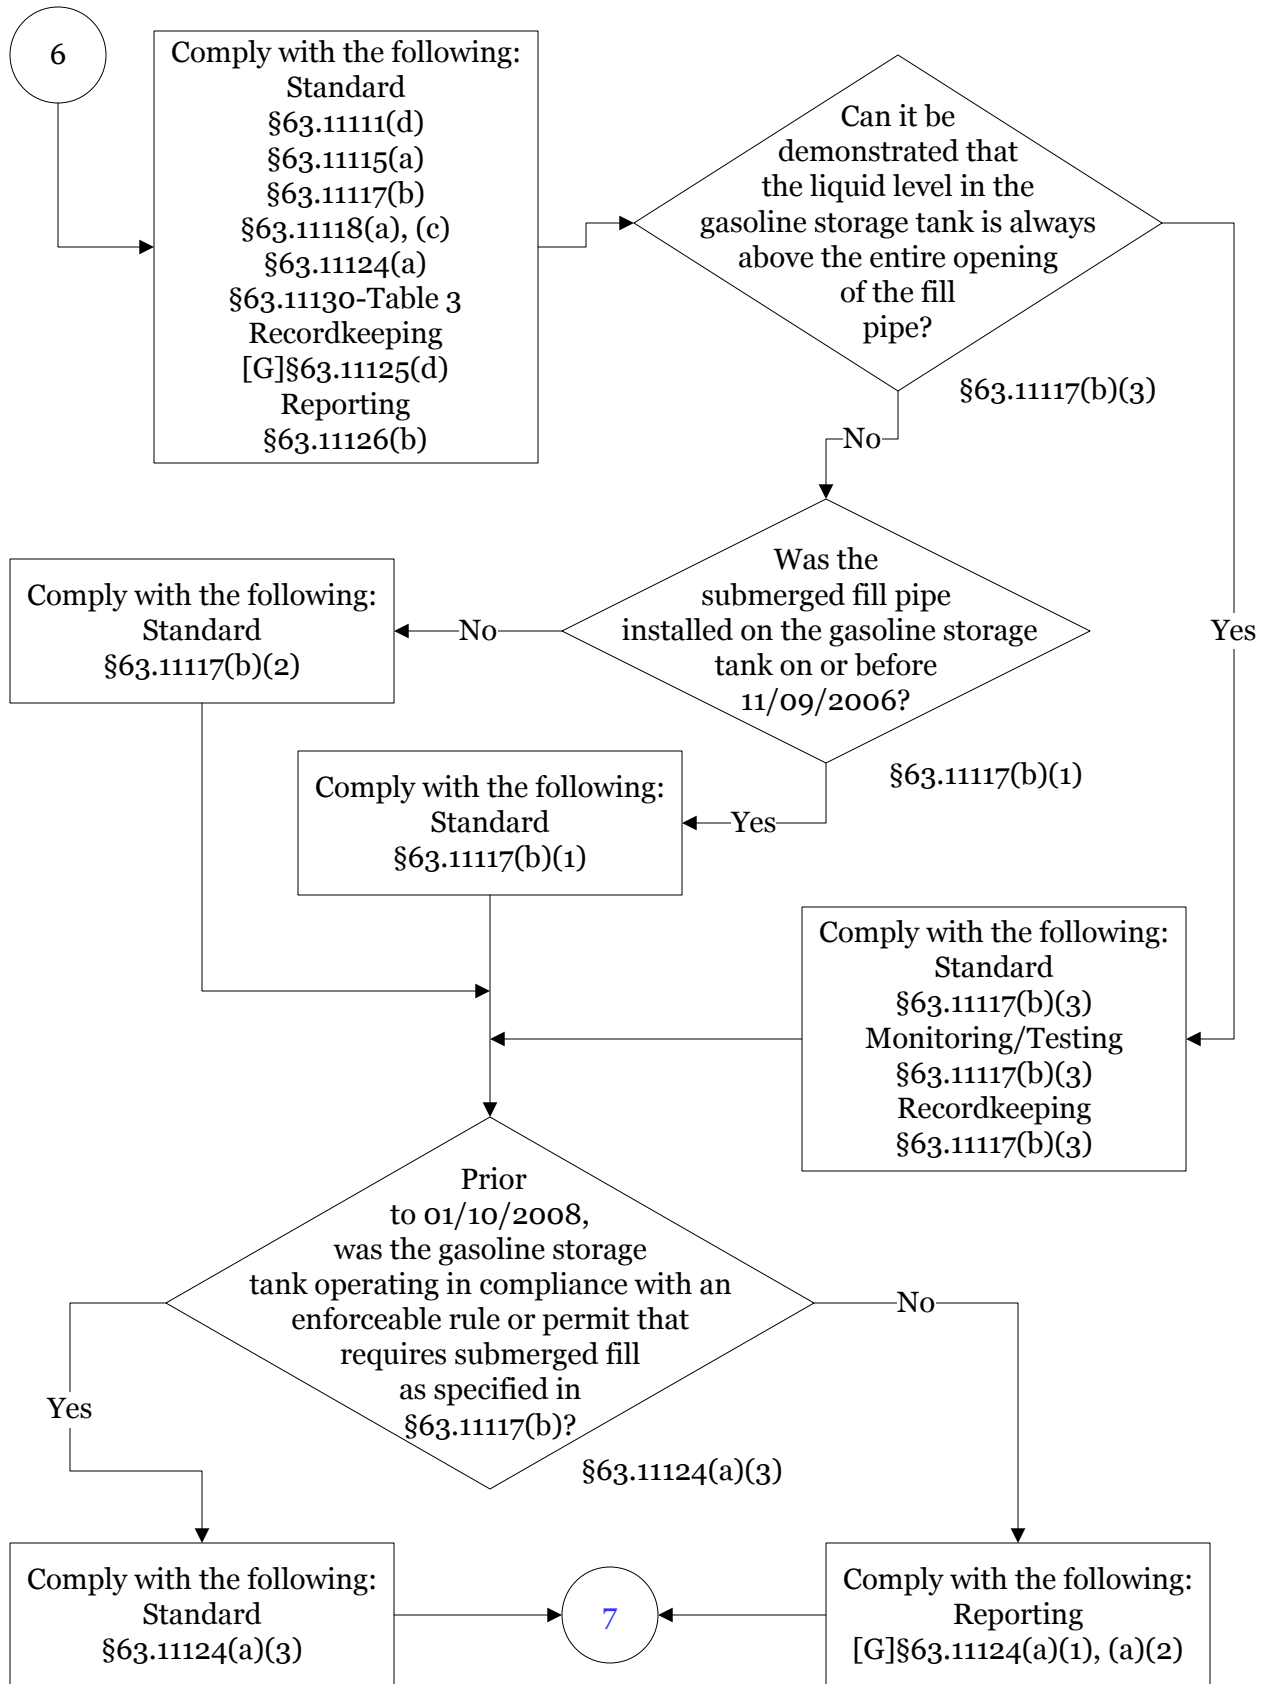 6
Comply with the following:
Standard
§63.11111(d)
§63.11115(a)
§63.11117(b)
§63.11118(a), (c)
§63.11124(a)
§63.11130-Table 3
Recordkeeping
[G]§63.11125(d)
Reporting
§63.11126(b)
Can it be
demonstrated that
the liquid level in the
gasoline storage tank is always
above the entire opening
of the fill
pipe?
§63.11117(b)(3)
No
Yes
Was the
submerged fill pipe
installed on the gasoline storage
tank on or before
11/09/2006?
§63.11117(b)(1)
No
Comply with the following:
Standard
§63.11117(b)(2)
Yes
Comply with the following:
Standard
§63.11117(b)(1)
Comply with the following:
Standard
§63.11117(b)(3)
Monitoring/Testing
§63.11117(b)(3)
Recordkeeping
§63.11117(b)(3)
Prior
to 01/10/2008,
was the gasoline storage
tank operating in compliance with an
enforceable rule or permit that
requires submerged fill
as specified in
§63.11117(b)?
§63.11124(a)(3)
Yes
No
Comply with the following:
Standard
§63.11124(a)(3)
7
Comply with the following:
Reporting
[G]§63.11124(a)(1), (a)(2)